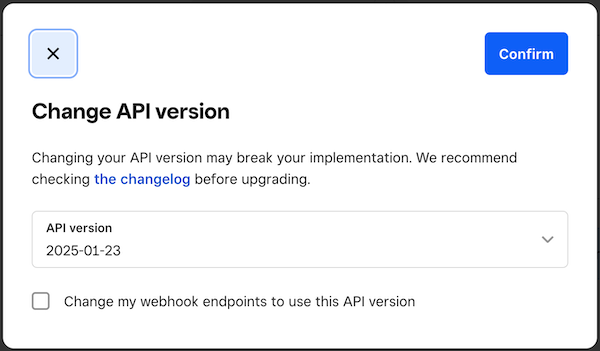 Confirm
Change API version
Changing your API version may break your implementation. We recommend
checking the changelog before upgrading.
API version
2025-01-23
Change my webhook endpoints to use this API version